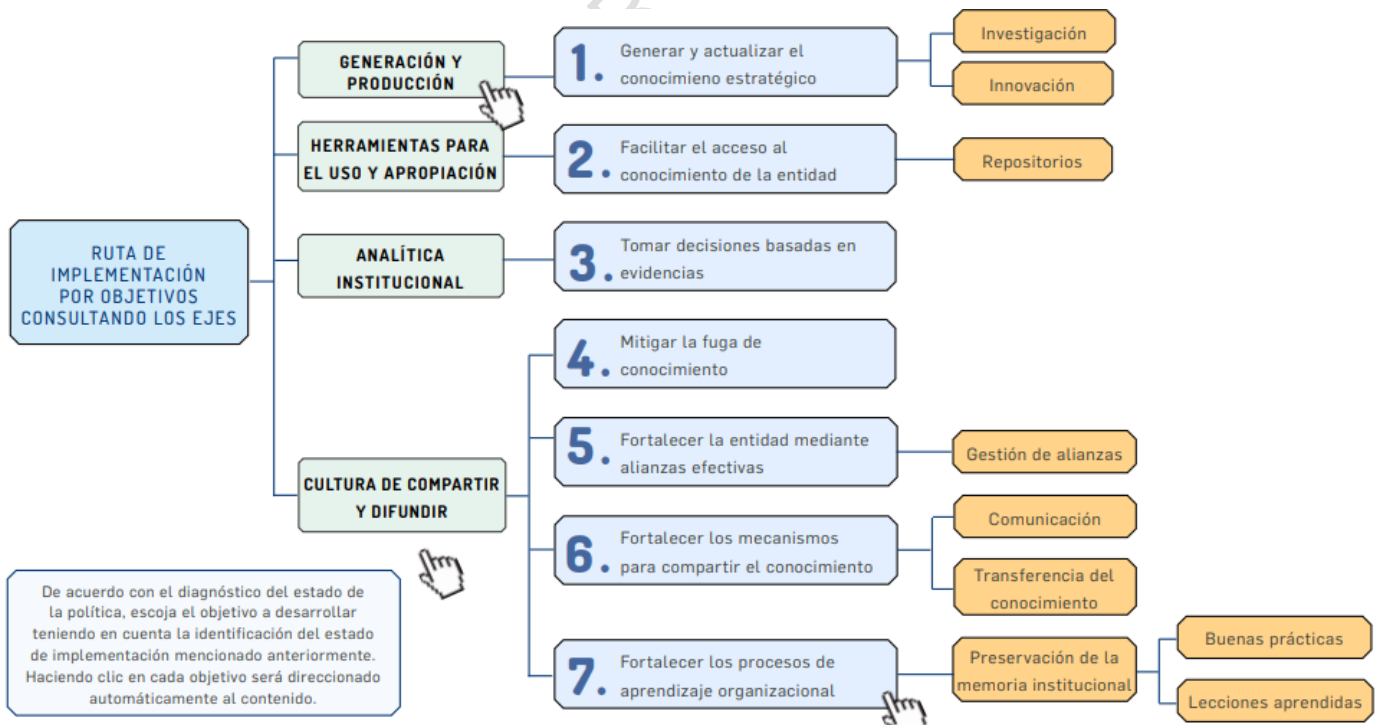 RUTA DE
IMPLEMENTACIÓN
POR OBJETIVOS
CONSULTANDO LOS EJES
GENERACIÓN Y
PRODUCCIÓN
1. Generar y actualizar el
conocimieno estratégico
Investigación
Innovación
HERRAMIENTAS PARA
EL USO Y APROPIACIÓN
2. Facilitar el acceso al
conocimiento de la entidad
Repositorios
ANALÍTICA
INSTITUCIONAL
3. Tomar decisiones basadas en
evidencias
CULTURA DE COMPARTIR
Y DIFUNDIR
4. Mitigar la fuga de
conocimiento
5. Fortalecer la entidad mediante
alianzas efectivas
Gestión de alianzas
6. Fortalecer los mecanismos
para compartir el conocimiento
Comunicación
Transferencia del
conocimiento
7. Fortalecer los procesos de
aprendizaje organizacional
Preservación de la
memoria institucional
Buenas prácticas
Lecciones aprendidas
De acuerdo con el diagnóstico del estado de
la política, escoja el objetivo a desarrollar
teniendo en cuenta la identificación del estado
de implementación mencionado anteriormente.
Haciendo clic en cada objetivo será direccionado
automáticamente al contenido.